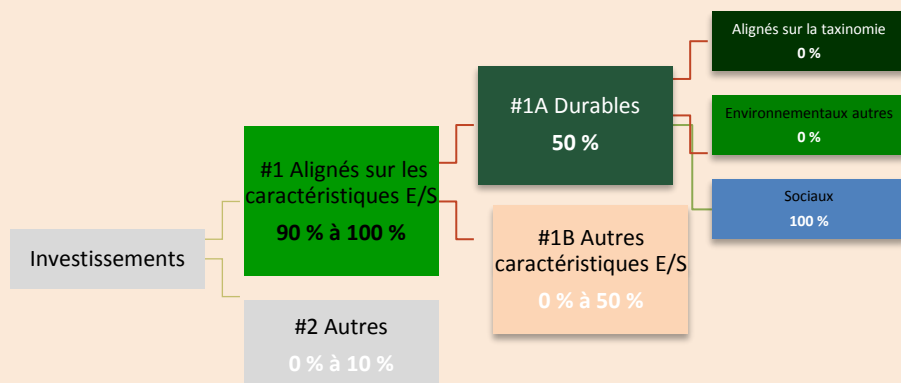 Investissements
#1 Alignés sur les
caractéristiques E/S
90 % à 100 %
#2 Autres
0 % à 10 %
#1A Durables
50 %
#1B Autres
caractéristiques E/S
0 % à 50 %
Alignés sur la taxinomie
0 %
Environnementaux autres
0 %
Sociaux
100 %